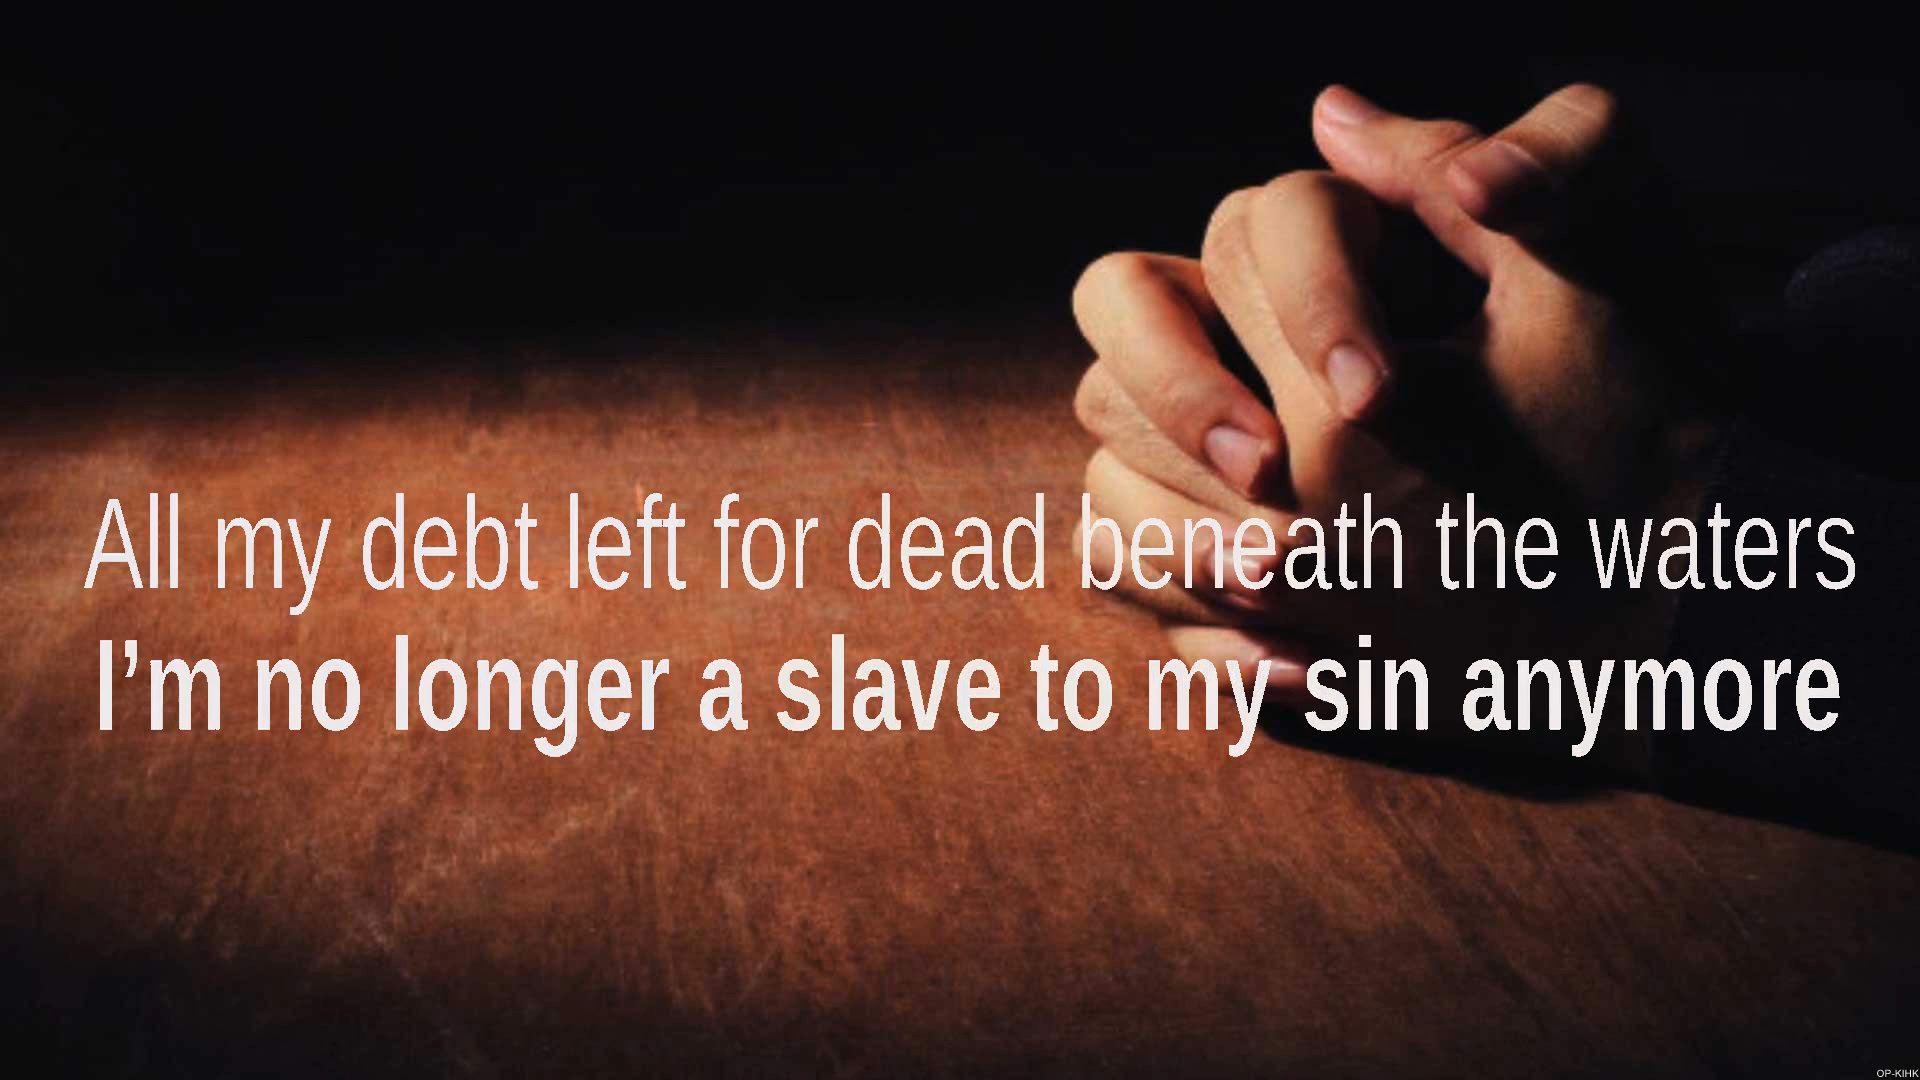 All my debt left for dead beneath the waters
I’m no longer a slave to my sin anymore
OP-KIHK